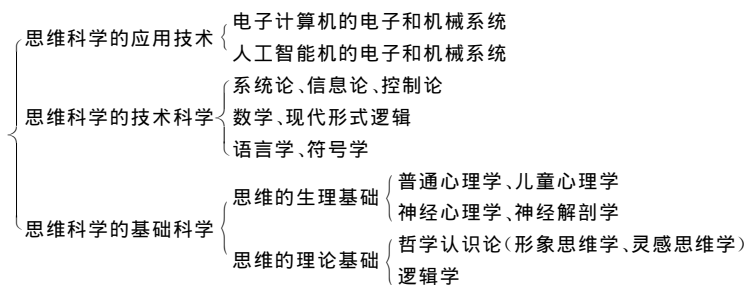 思维科学的应用技术
电子计算机的电子和机械系统
人工智能机的电子和机械系统
思维科学的技术科学
系统论、信息论、控制论
数学、现代形式逻辑
语言学、符号学
思维科学的基础科学
思维的生理基础
普通心理学、儿童心理学
神经心理学、神经解剖学
思维的理论基础
哲学认识论(形象思维学、灵感思维学)
逻辑学